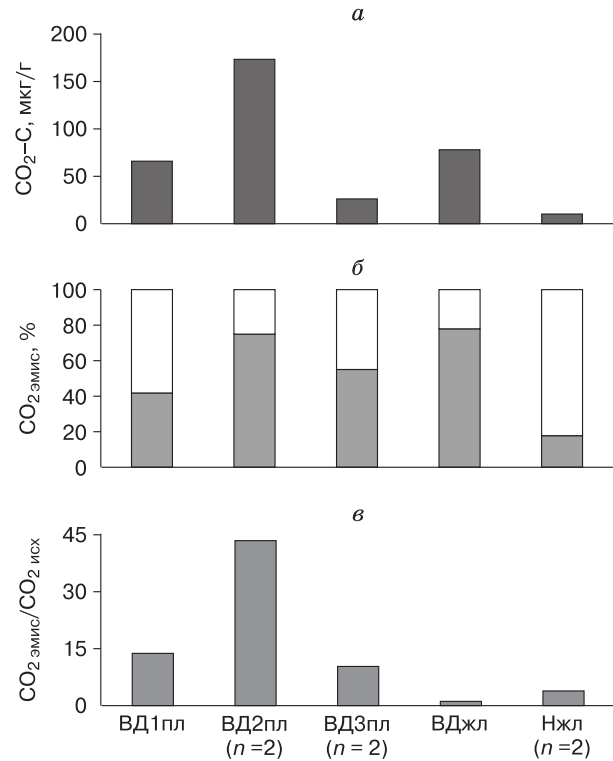 а
200
150
100
50
0
CO₂–C, мкг/г
б
100
80
60
40
20
0
CO₂ эмис, %
в
45
30
15
0
CO₂ эмис/CO₂ исх
ВД1пл ВД2пл ВД3пл ВДжл Нжл
(n =2) (n = 2) (n =2)